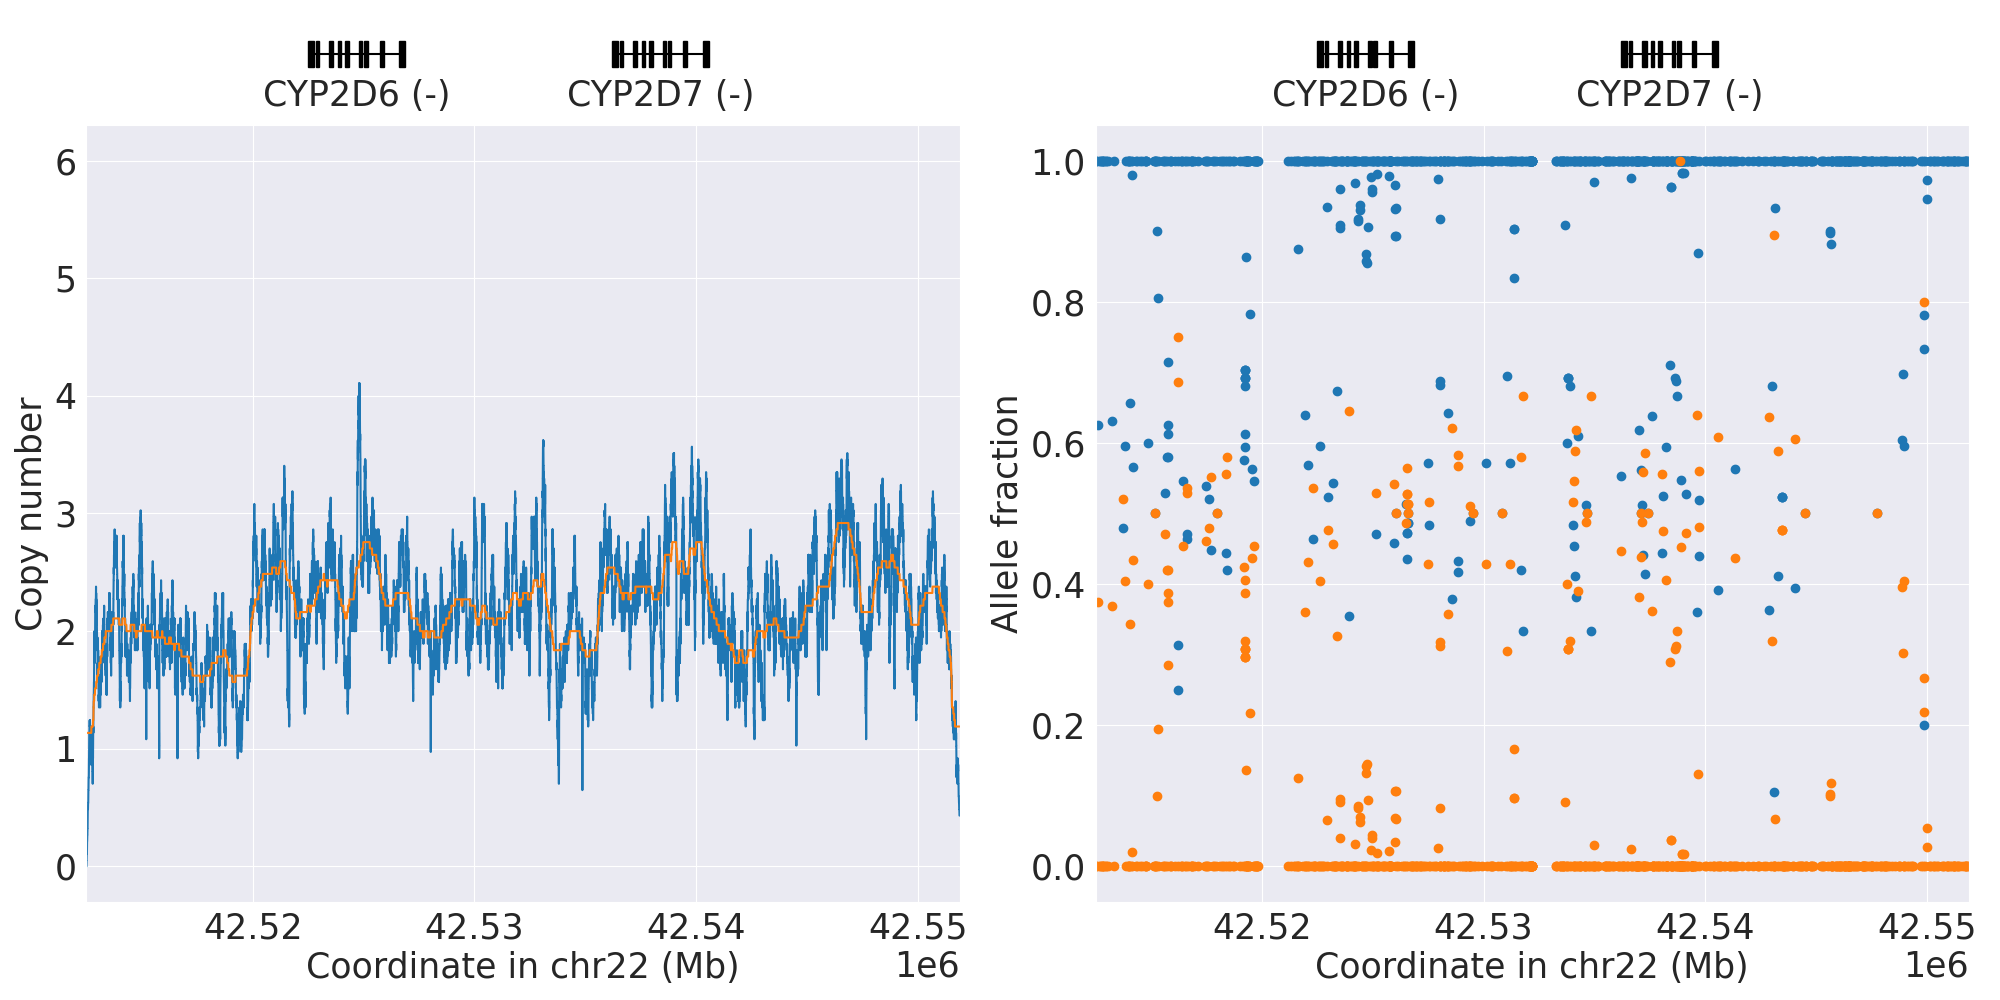 CYP2D6 (-) CYP2D7 (-)
6
5
4
3
2
1
0
Copy number
42.52 42.53 42.54 42.55
Coordinate in chr22 (Mb) 1e6
CYP2D6 (-) CYP2D7 (-)
1.0
0.8
0.6
0.4
0.2
0.0
Allele fraction
42.52 42.53 42.54 42.55
Coordinate in chr22 (Mb) 1e6